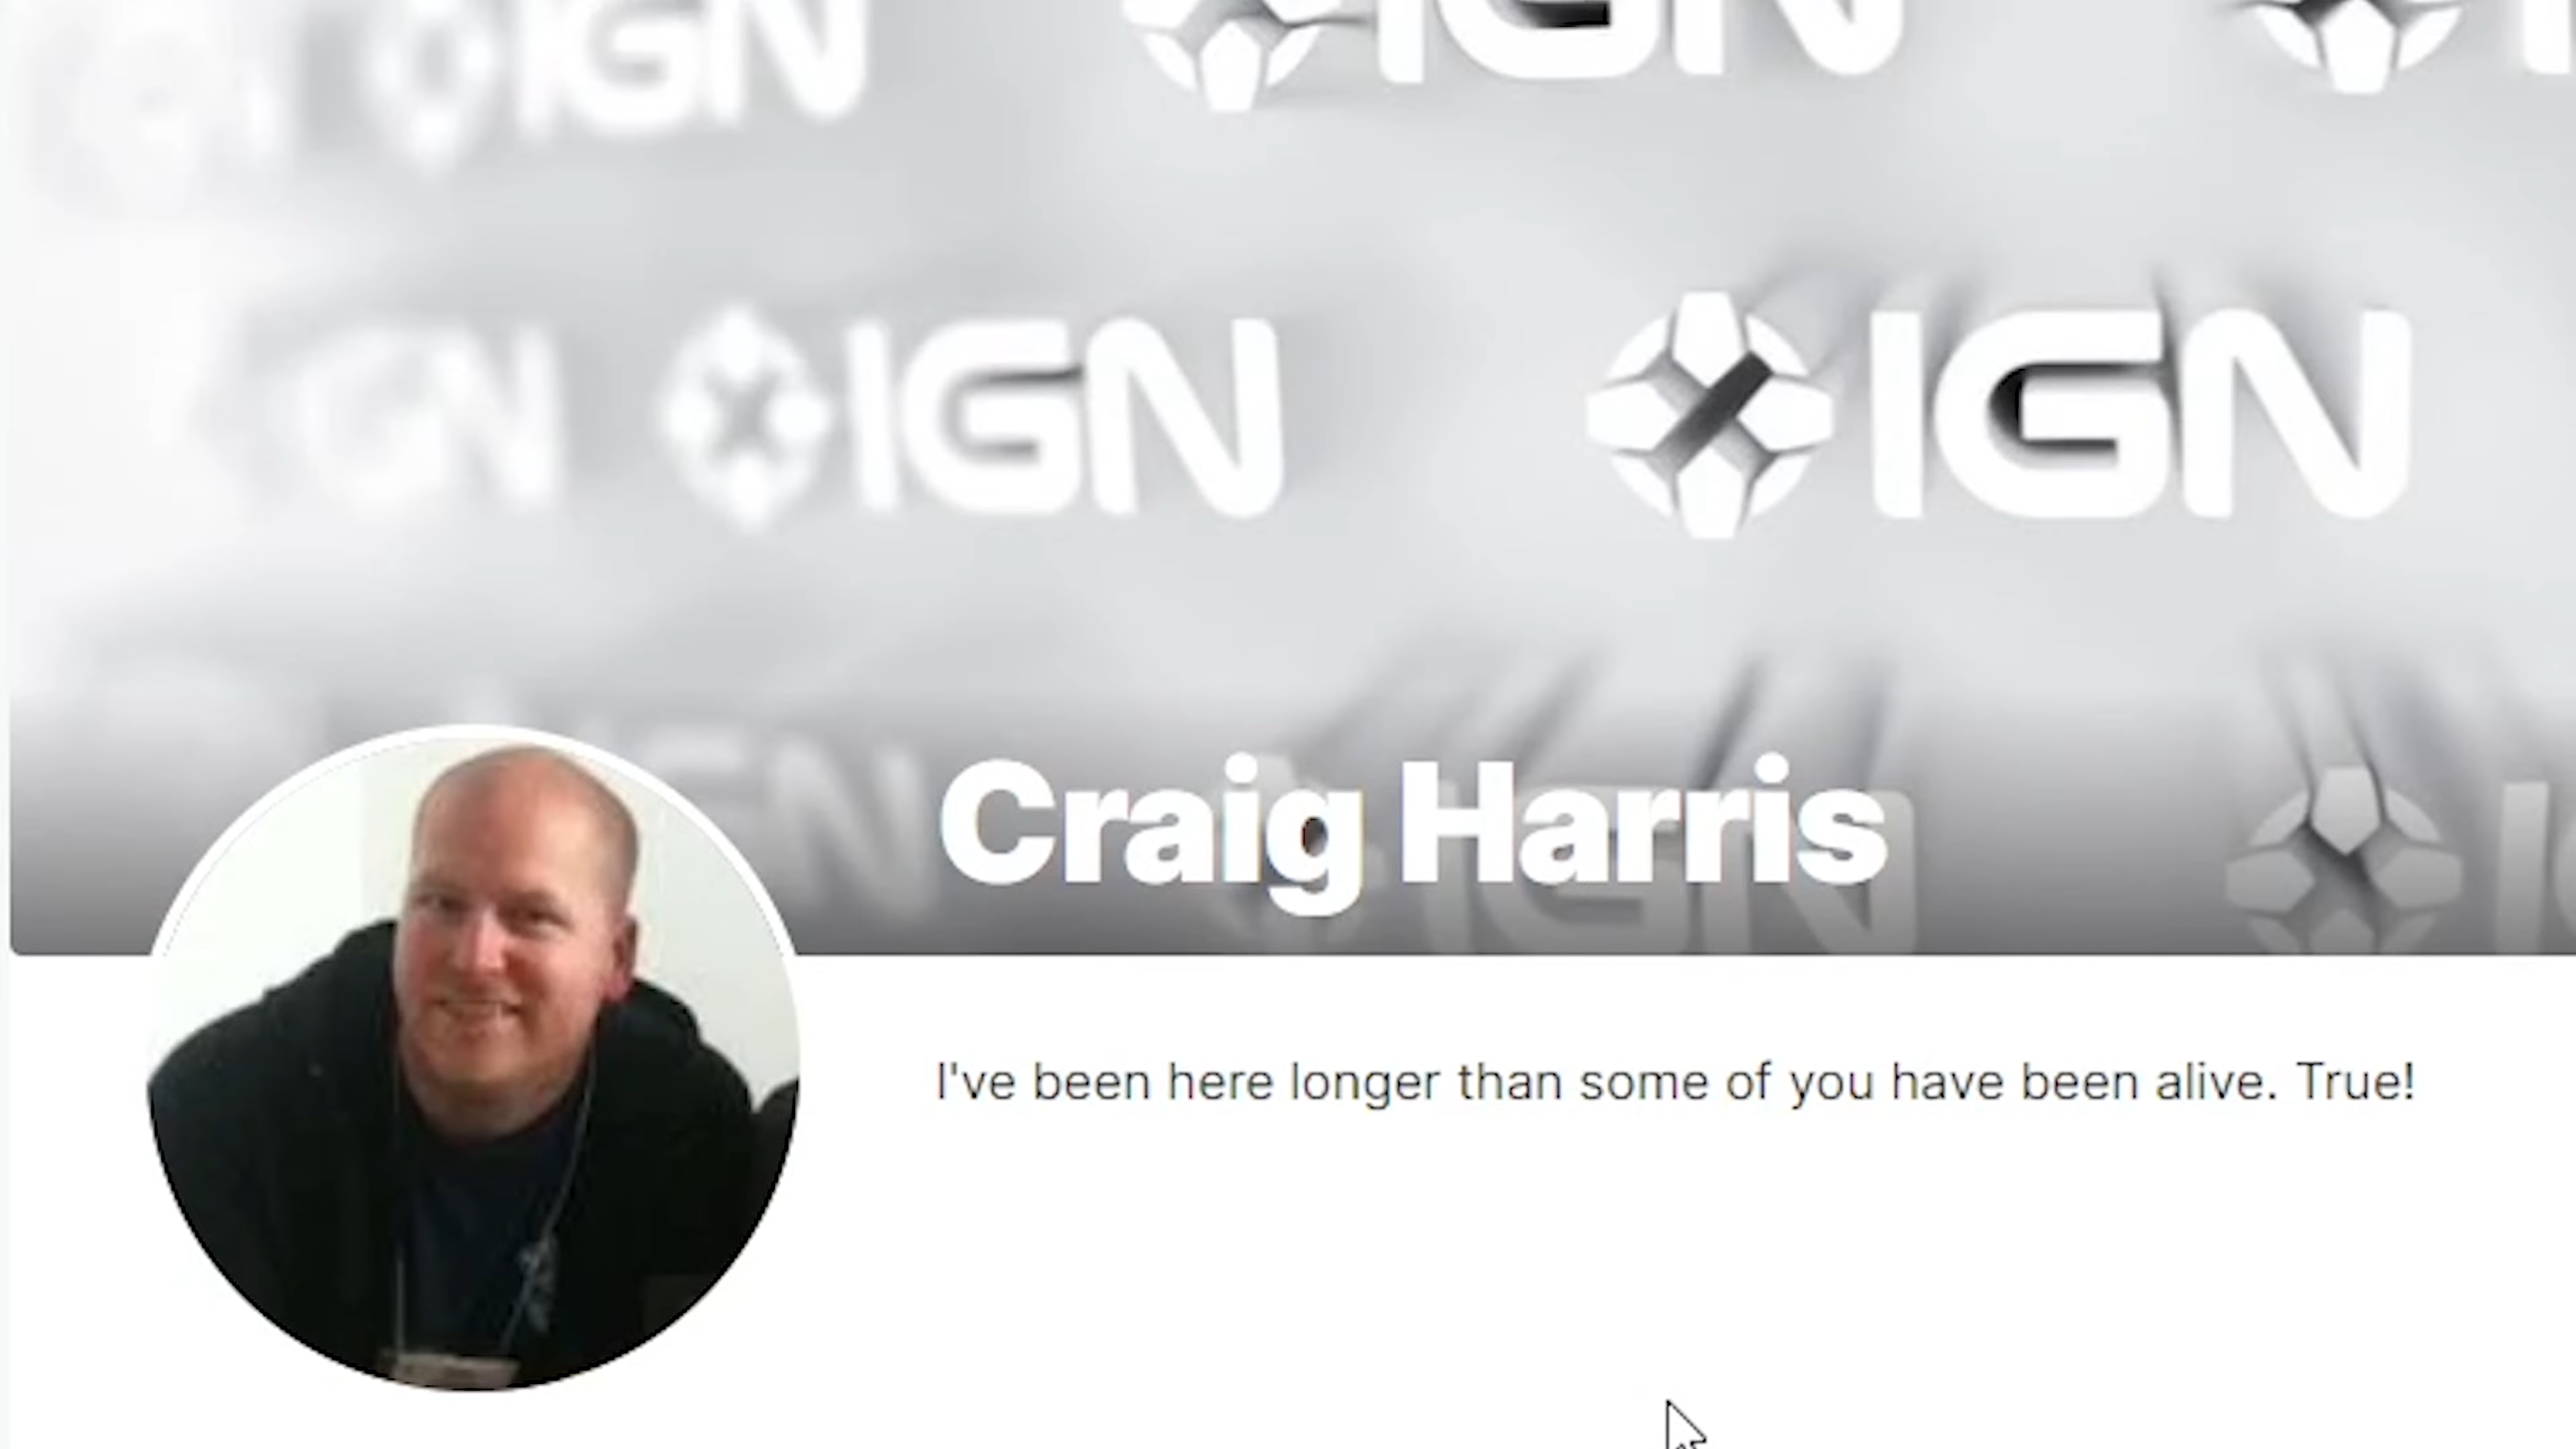 IGN
IGN
IGN
IGN
IGN
Craig Harris
I've been here longer than some of you have been alive. True!